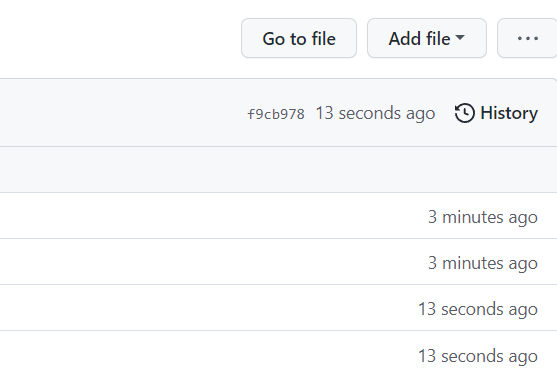 Go to file Add file ...
f9cb978 13 seconds ago History
3 minutes ago
3 minutes ago
13 seconds ago
13 seconds ago